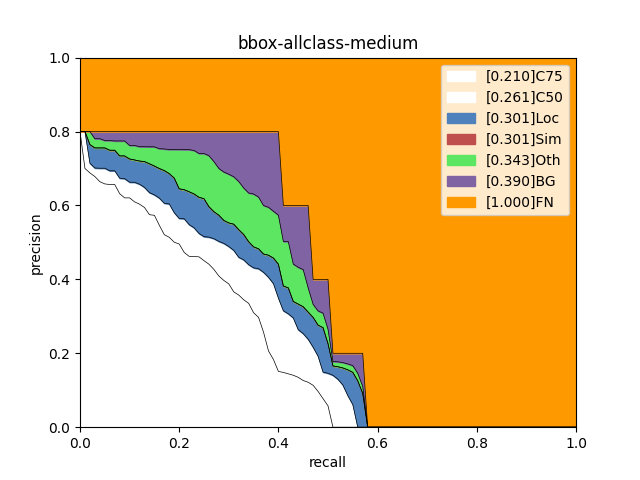 bbox-allclass-medium
1.0
0.8
0.6
0.4
0.2
0.0
precision
[0.210]C75
[0.261]C50
[0.301]Loc
[0.301]Sim
[0.343]Oth
[0.390]BG
[1.000]FN
0.0 0.2 0.4 0.6 0.8 1.0
recall